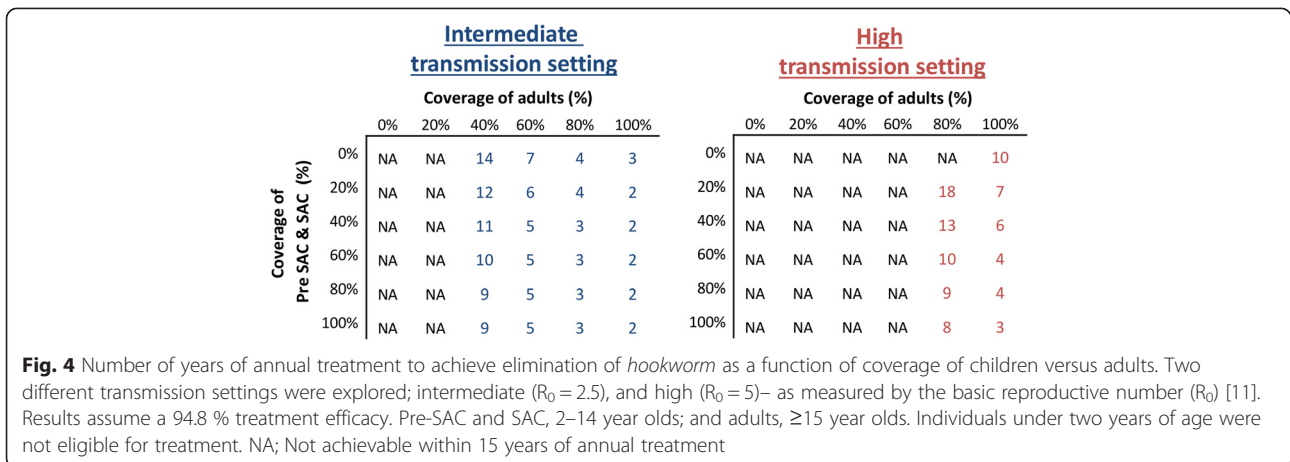 Intermediate
transmission setting
Coverage of adults (%)
0% 20% 40% 60% 80% 100%
Coverage of
Pre SAC & SAC (%)
0% NA NA 14 7 4 3
20% NA NA 12 6 4 2
40% NA NA 11 5 3 2
60% NA NA 10 5 3 2
80% NA NA 9 5 3 2
100% NA NA 9 5 3 2
High
transmission setting
Coverage of adults (%)
0% 20% 40% 60% 80% 100%
0% NA NA NA NA NA 10
20% NA NA NA NA 18 7
40% NA NA NA NA 13 6
60% NA NA NA NA 10 4
80% NA NA NA NA 9 4
100% NA NA NA NA 8 3
Fig. 4 Number of years of annual treatment to achieve elimination of hookworm as a function of coverage of children versus adults. Two
different transmission settings were explored; intermediate (R₀ = 2.5), and high (R₀ = 5)– as measured by the basic reproductive number (R₀) [11].
Results assume a 94.8 % treatment efficacy. Pre-SAC and SAC, 2–14 year olds; and adults, ≥15 year olds. Individuals under two years of age were
not eligible for treatment. NA; Not achievable within 15 years of annual treatment